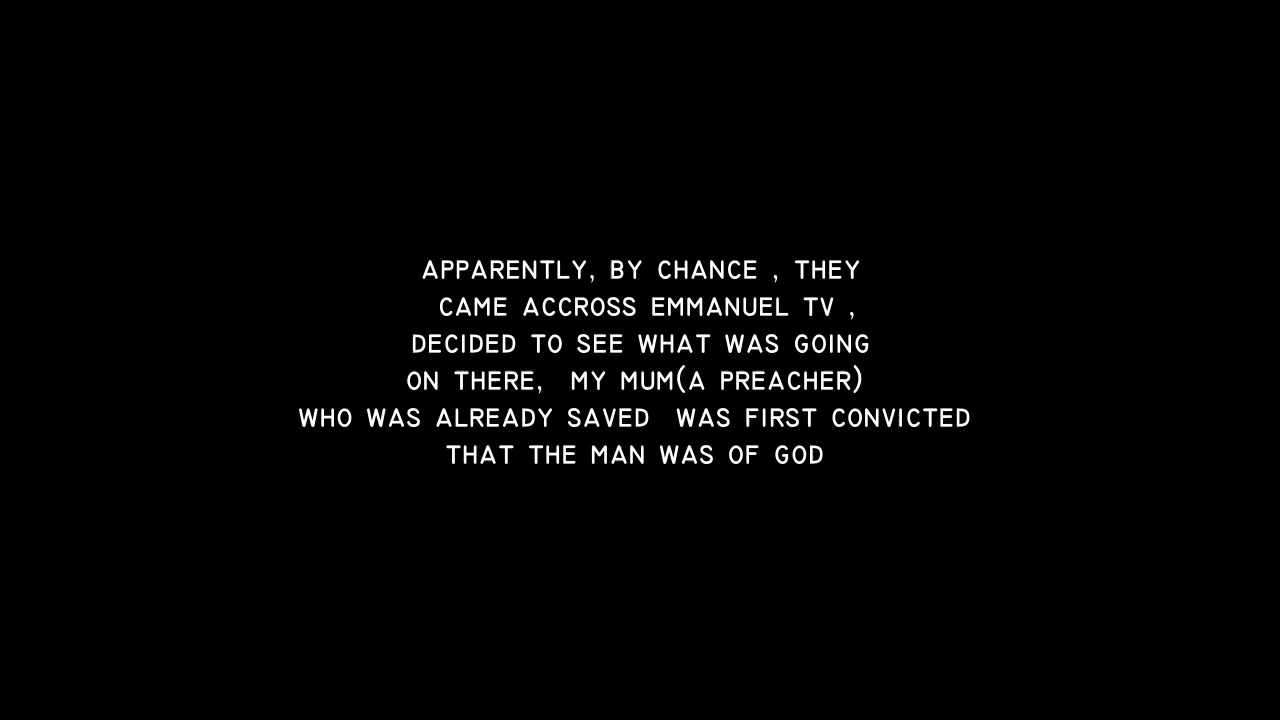 APPARENTLY, BY CHANCE , THEY
CAME ACCROSS EMMANUEL TV ,
DECIDED TO SEE WHAT WAS GOING
ON THERE,  MY MUM(A PREACHER)
WHO WAS ALREADY SAVED  WAS FIRST CONVICTED
THAT THE MAN WAS OF GOD